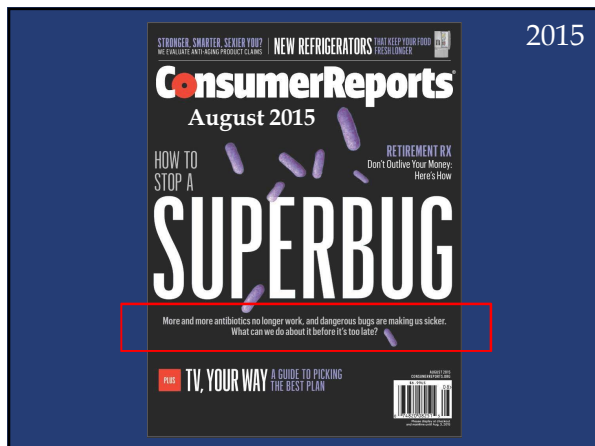 2015
STRONGER, SMARTER, SEXIER YOU?
WE EVALUATE ANTI-AGING PRODUCT CLAIMS
NEW REFRIGERATORS
THAT KEEP YOUR FOOD
FRESH LONGER
ConsumerReports
August 2015
RETIREMENT RX
Don't Outlive Your Money:
Here's How
HOW TO
STOP A
SUPERBUG
More and more antibiotics no longer work, and dangerous bugs are making us sicker.
What can we do about it before it's too late?
PLUS
TV, YOUR WAY
A GUIDE TO PICKING
THE BEST PLAN
AUGUST 2015
CONSUMERREPORTS.ORG